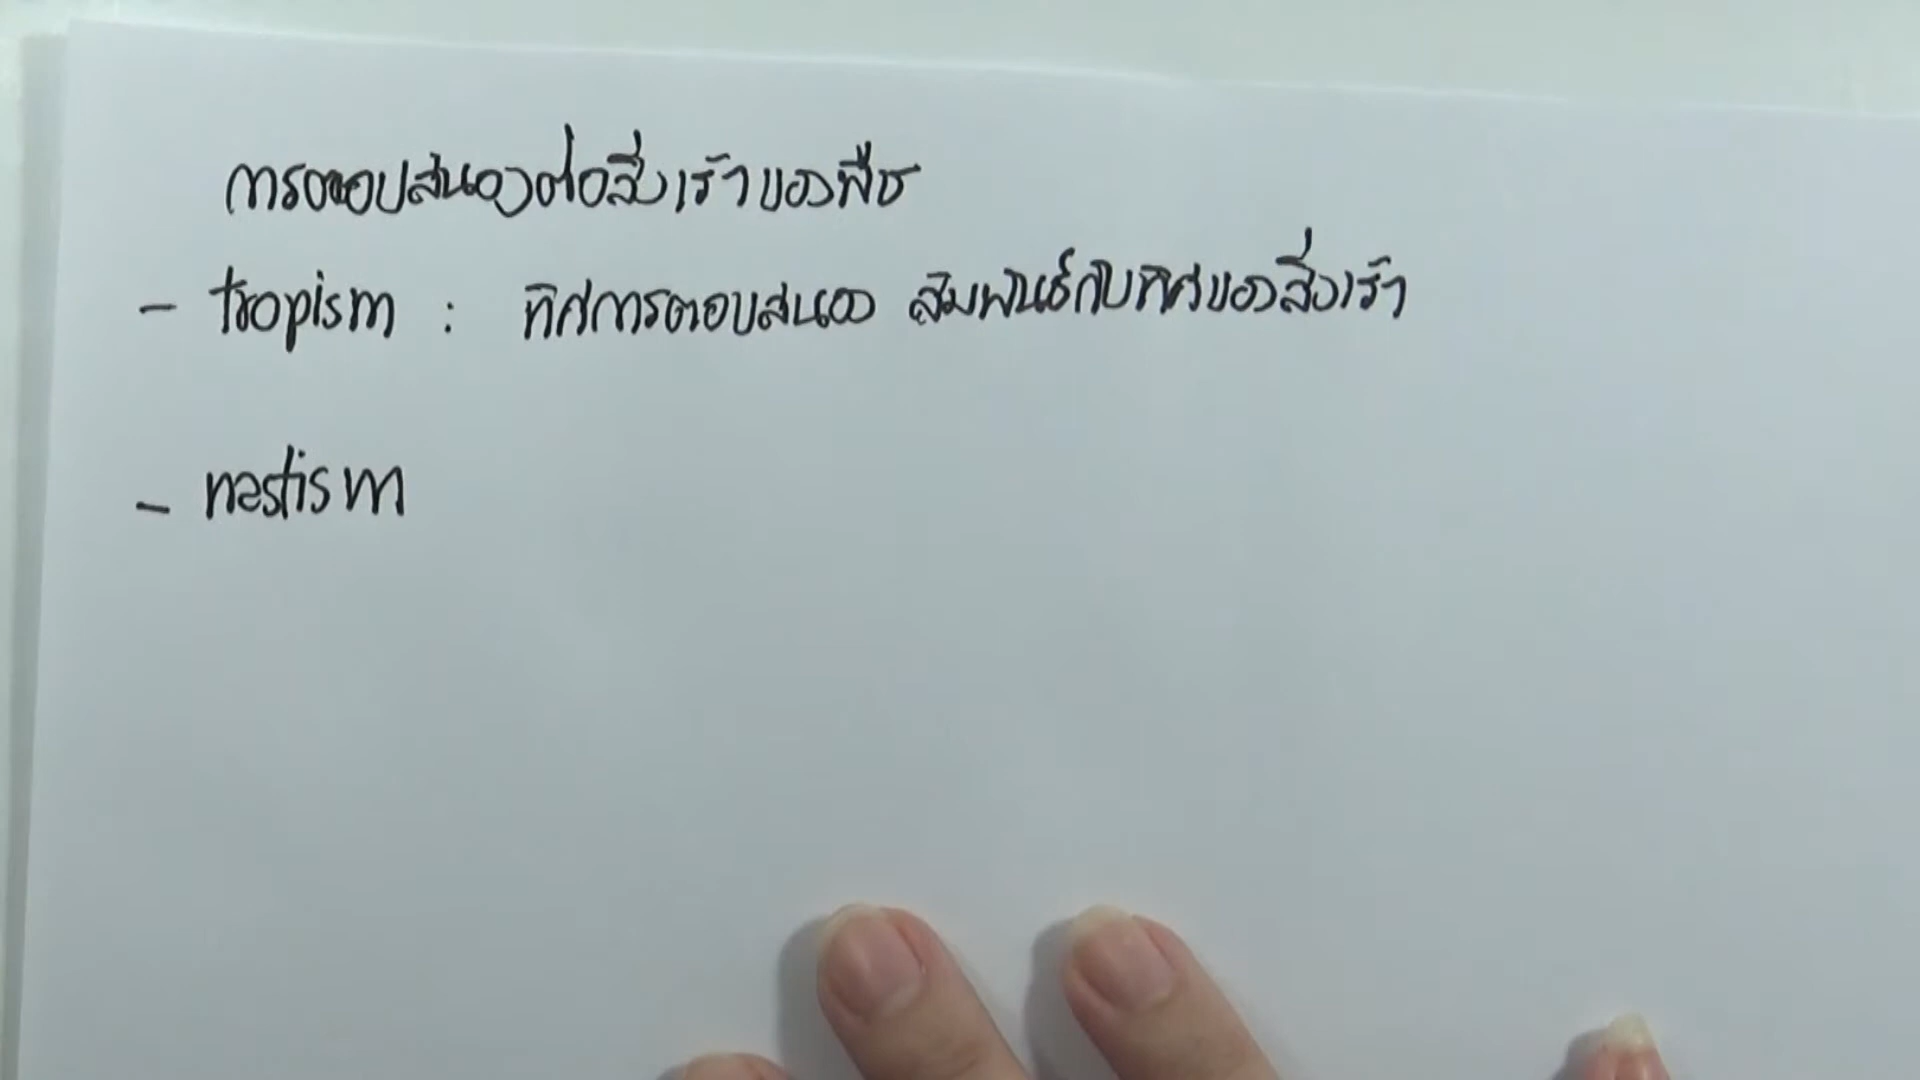 การตอบสนองต่อสิ่งเร้าของพืช
- tropism : ทิศการตอบสนอง สัมพันธ์กับทิศของสิ่งเร้า
- nastism